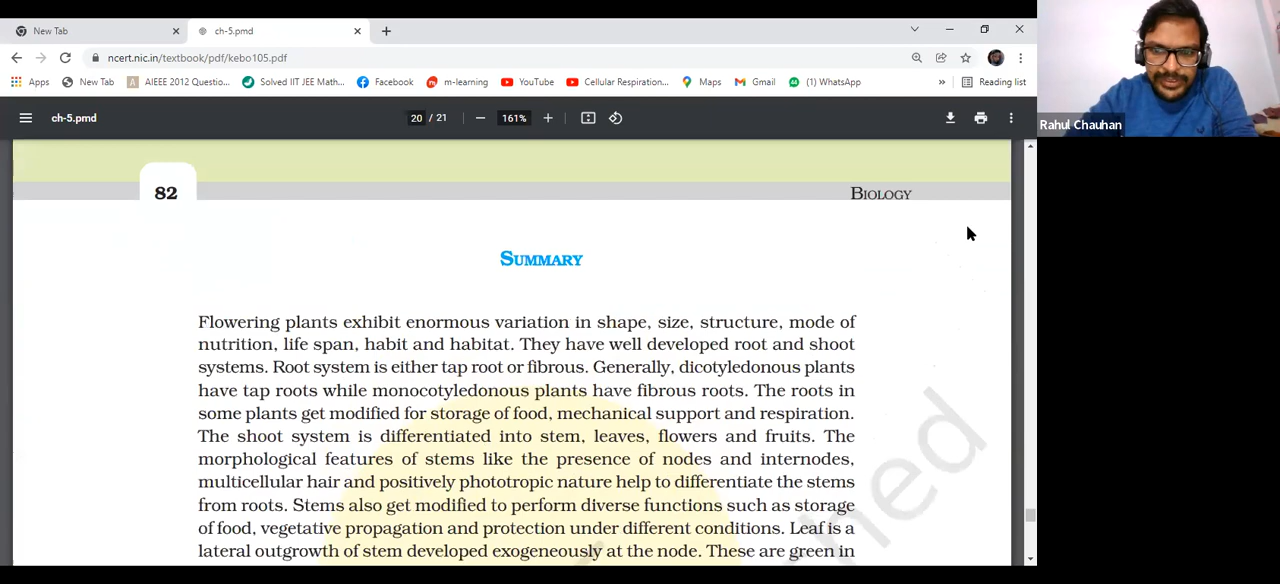 New Tab
ch-5.pmd
ncert.nic.in/textbook/pdf/kebo105.pdf
Apps
New Tab
AIEEE 2012 Questio...
Solved IIT JEE Math...
Facebook
m-learning
YouTube
Cellular Respiration...
Maps
Gmail
(1) WhatsApp
»
Reading list
Rahul Chauhan
ch-5.pmd
20 / 21
161%
82
BIOLOGY
SUMMARY
Flowering plants exhibit enormous variation in shape, size, structure, mode of
nutrition, life span, habit and habitat. They have well developed root and shoot
systems. Root system is either tap root or fibrous. Generally, dicotyledonous plants
have tap roots while monocotyledonous plants have fibrous roots. The roots in
some plants get modified for storage of food, mechanical support and respiration.
The shoot system is differentiated into stem, leaves, flowers and fruits. The
morphological features of stems like the presence of nodes and internodes,
multicellular hair and positively phototropic nature help to differentiate the stems
from roots. Stems also get modified to perform diverse functions such as storage
of food, vegetative propagation and protection under different conditions. Leaf is a
lateral outgrowth of stem developed exogeneously at the node. These are green in